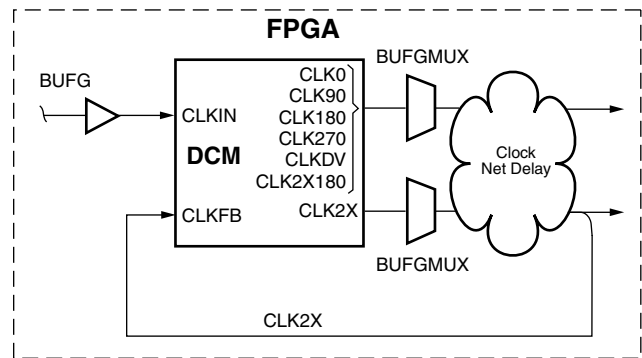 FPGA
BUFG
BUFGMUX
CLK0
CLK90
CLK180
CLK270
CLKDV
CLK2X180
CLK2X
CLKIN
DCM
CLKFB
Clock
Net Delay
BUFGMUX
CLK2X